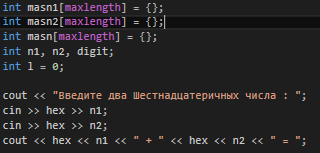 int masn1[maxlength] = {};
int masn2[maxlength] = {};
int masn[maxlength] = {};
int n1, n2, digit;
int l = 0;
cout << "Введите два Шестнадцатеричных числа : ";
cin >> hex >> n1;
cin >> hex >> n2;
cout << hex << n1 << " + " << hex << n2 << " = ";